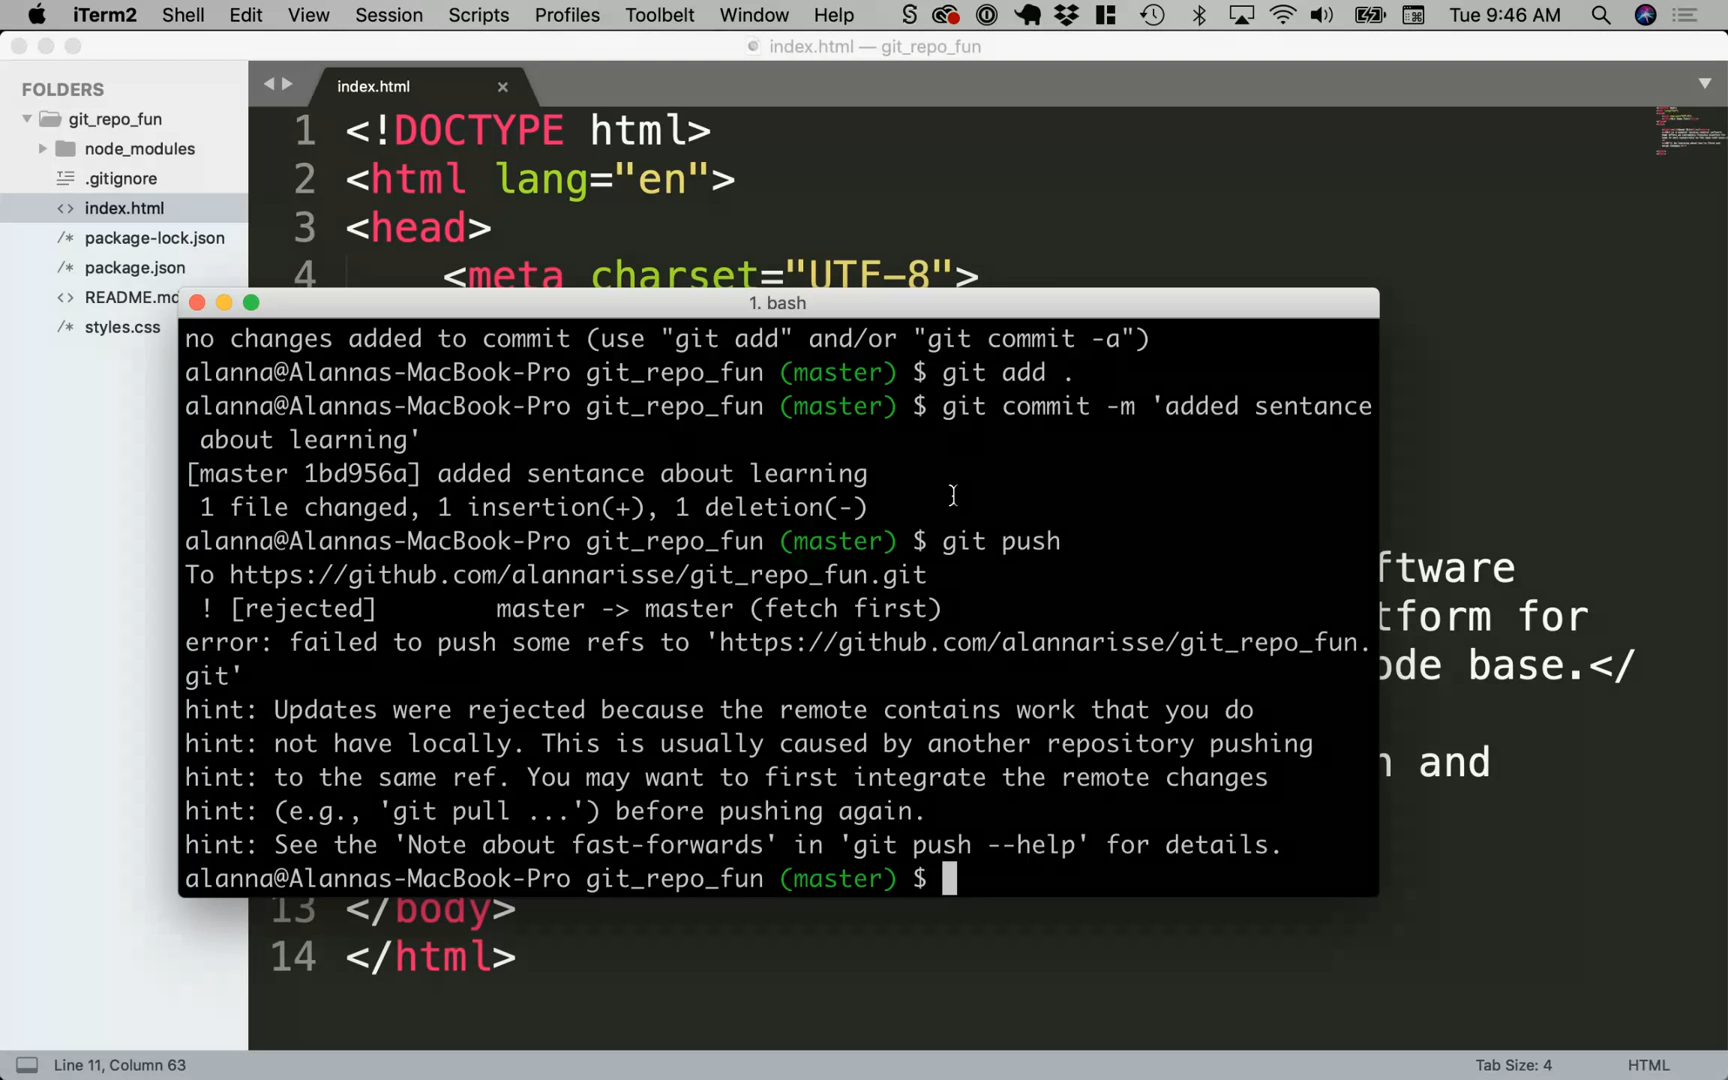 iTerm2 Shell Edit View Session Scripts Profiles Toolbelt Window Help Tue 9:46 AM
index.html — git_repo_fun
FOLDERS
git_repo_fun
node_modules
.gitignore
index.html
package-lock.json
package.json
README.md
styles.css
index.html
1 <!DOCTYPE html>
2 <html lang="en">
3 <head>
4 <meta charset="UTF-8">
1. bash
no changes added to commit (use "git add" and/or "git commit -a")
alanna@Alannas-MacBook-Pro git_repo_fun (master) $ git add .
alanna@Alannas-MacBook-Pro git_repo_fun (master) $ git commit -m 'added sentance
about learning'
[master 1bd956a] added sentance about learning
1 file changed, 1 insertion(+), 1 deletion(-)
alanna@Alannas-MacBook-Pro git_repo_fun (master) $ git push
To https://github.com/alannarisse/git_repo_fun.git
! [rejected] master -> master (fetch first)
error: failed to push some refs to 'https://github.com/alannarisse/git_repo_fun.
git'
hint: Updates were rejected because the remote contains work that you do
hint: not have locally. This is usually caused by another repository pushing
hint: to the same ref. You may want to first integrate the remote changes
hint: (e.g., 'git pull ...') before pushing again.
hint: See the 'Note about fast-forwards' in 'git push --help' for details.
alanna@Alannas-MacBook-Pro git_repo_fun (master) $
ftware
tform for
ode base.</
and
13 </body>
14 </html>
Line 11, Column 63
Tab Size: 4
HTML